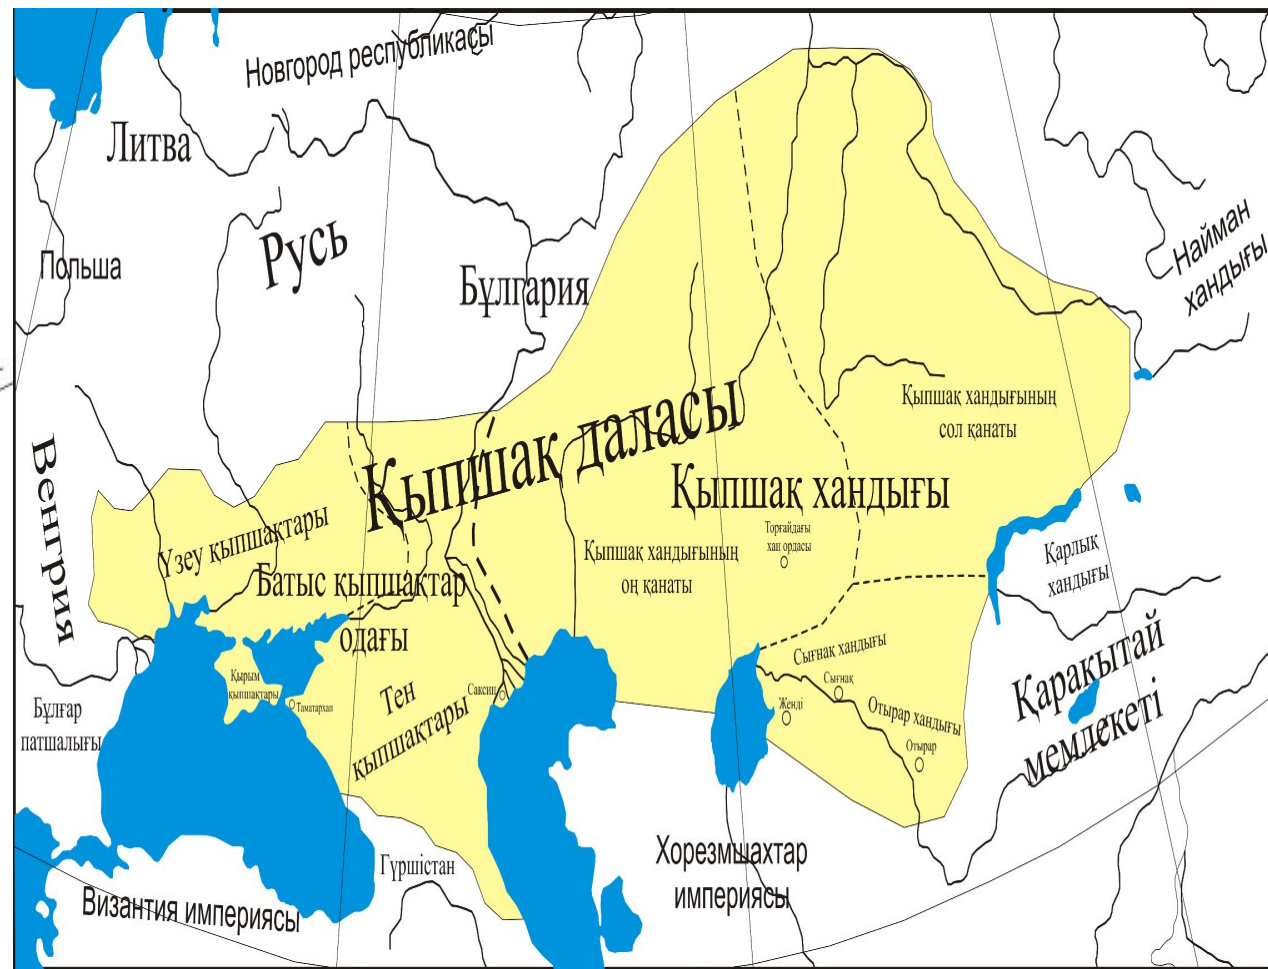 Новгород республикасы
Литва
Русь
Польша
Бұлгария
Найман
хандығы
Венгрия
Қыпшақ даласы
Қыпшақ хандығының
сол қанаты
Қыпшақ хандығы
Торғайдағы
хан ордасы
Қыпшақ хандығының
оң қанаты
Үзеу қыпшақтары
Батыс қыпшақтар
одағы
Қарлық
хандығы
Қарақытай
мемлекеті
Қырым
қыпшақтары
Таматархан
Тен
қыпшақтары
Саксин
Сығнақ хандығы
Сығнақ
Женді
Отырар хандығы
Отырар
Бұлғар
патшалығы
Гүршістан
Хорезмшахтар
империясы
Византия империясы